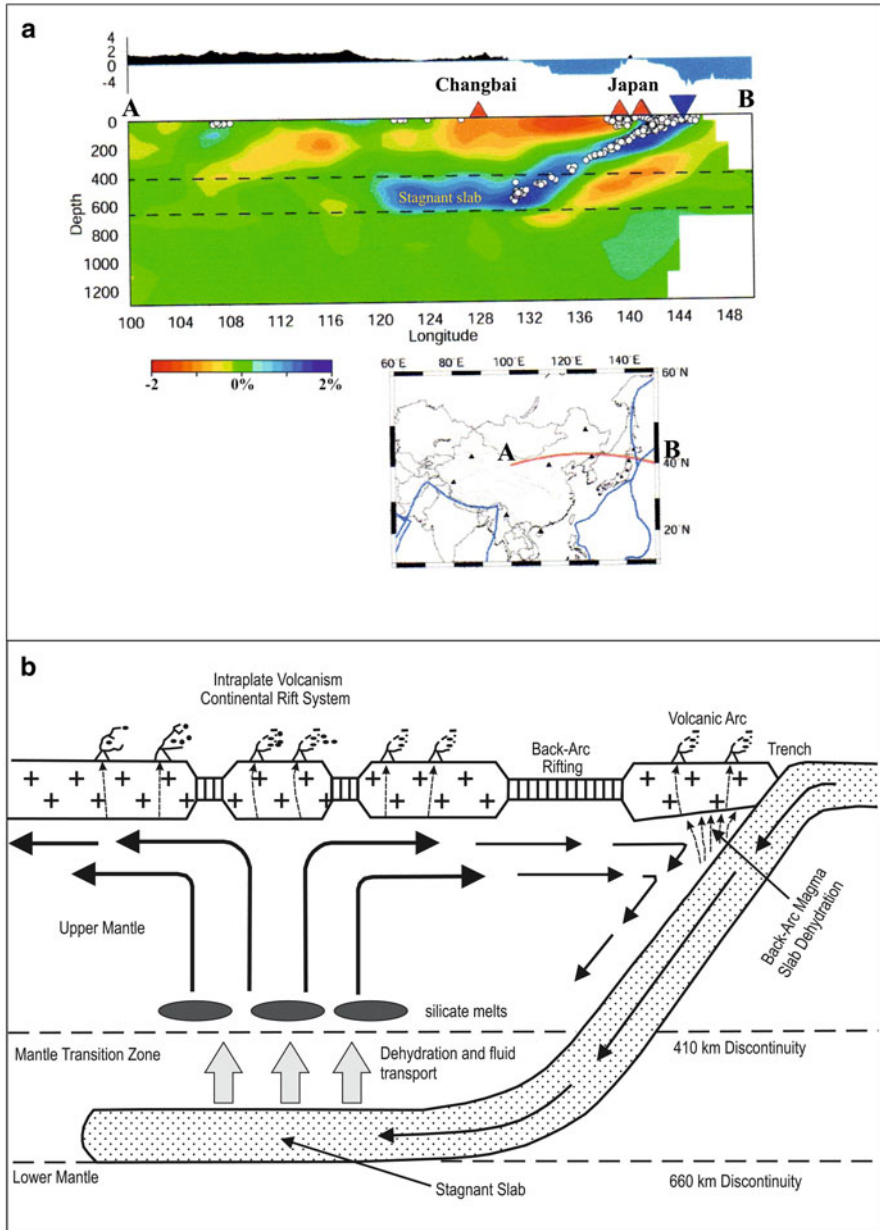 a
4
2
0
-2
-4
Changbai
Japan
A
B
0
200
400
600
800
1000
1200
Depth
Stagnant slab
100 104 108 112 116 120 124 128 132 136 140 144 148
Longitude
-2 0% 2%
60˚E 80˚E 100˚E 120˚E 140˚E
60˚N
A
B
40˚N
20˚N
b
Intraplate Volcanism
Continental Rift System
Back-Arc
Rifting
Volcanic Arc
Trench
Upper Mantle
Back-Arc Magma
Slab Dehydration
silicate melts
Mantle Transition Zone
Dehydration and fluid
transport
410 km Discontinuity
Lower Mantle
Stagnant Slab
660 km Discontinuity